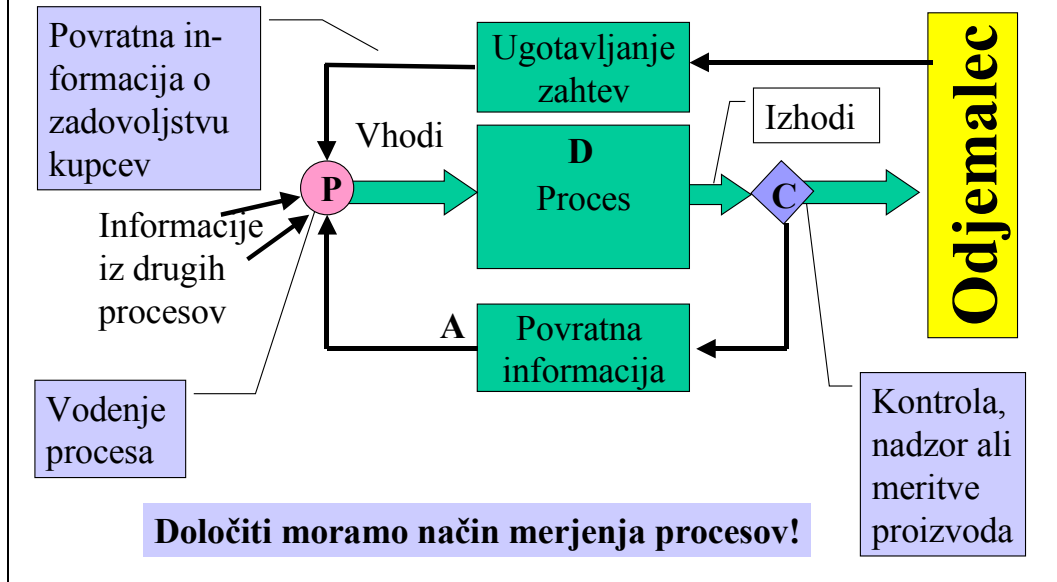 Povratna in-
formacija o
zadovoljstvu
kupcev
Ugotavljanje
zahtev
Odjemalec
Vhodi
Izhodi
P
D
Proces
C
Informacije
iz drugih
procesov
A
Povratna
informacija
Vodenje
procesa
Kontrola,
nadzor ali
meritve
proizvoda
Določiti moramo način merjenja procesov!